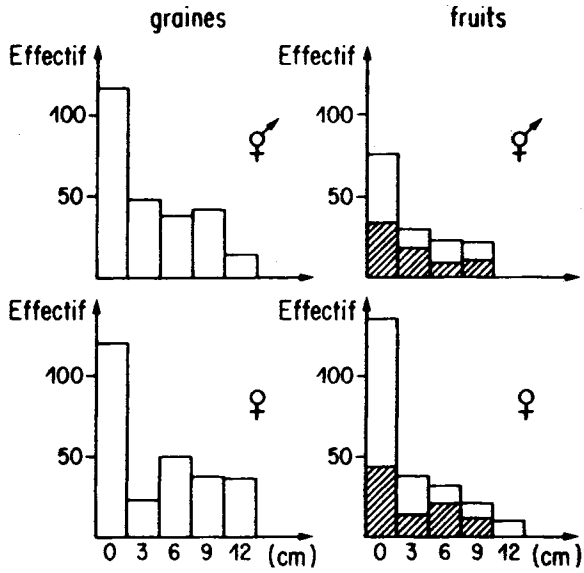 graines fruits
Effectif Effectif
100 100
50 50
Effectif Effectif
100 100
50 50
0 3 6 9 12 (cm) 0 3 6 9 12 (cm)